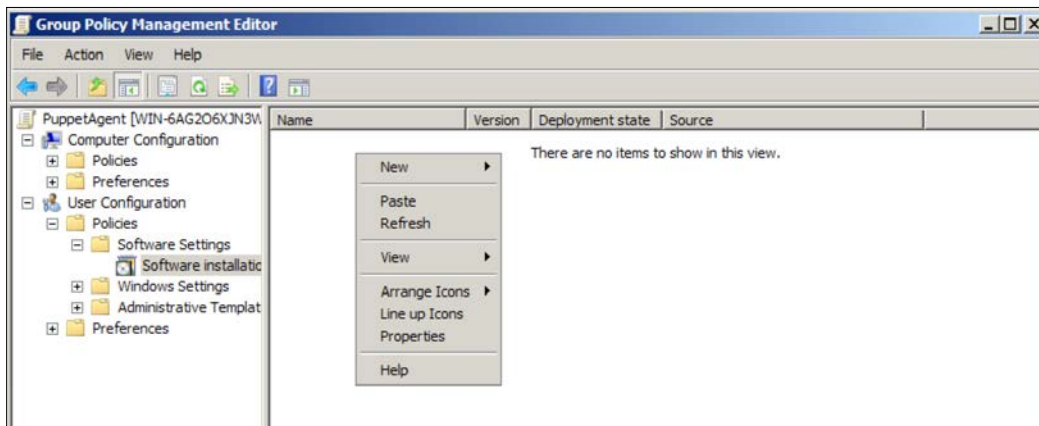 Group Policy Management Editor
File Action View Help
PuppetAgent [WIN-6AG2O6XJN3W
Name Version Deployment state Source
Computer Configuration
Policies
Preferences
User Configuration
Policies
Software Settings
Software installatio
Windows Settings
Administrative Templat
Preferences
There are no items to show in this view.
New
Paste
Refresh
View
Arrange Icons
Line up Icons
Properties
Help